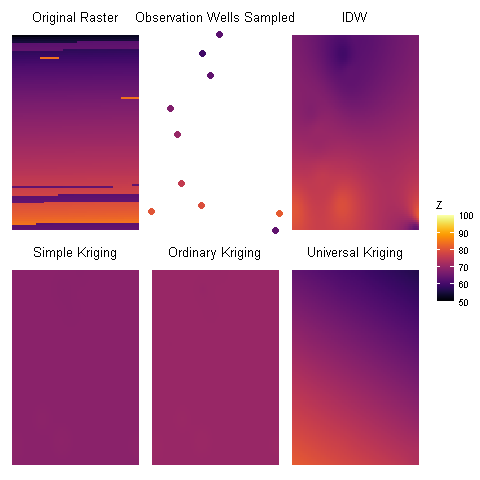 Original Raster
Observation Wells Sampled
IDW
Z
100
90
80
70
60
50
Simple Kriging
Ordinary Kriging
Universal Kriging